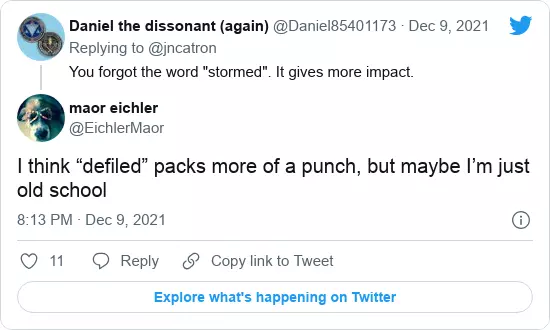 Daniel the dissonant (again) @Daniel85401173 · Dec 9, 2021
Replying to @jncatron
You forgot the word "stormed". It gives more impact.
maor eichler
@EichlerMaor
I think “defiled” packs more of a punch, but maybe I’m just
old school
8:13 PM · Dec 9, 2021
11 Reply Copy link to Tweet
Explore what's happening on Twitter